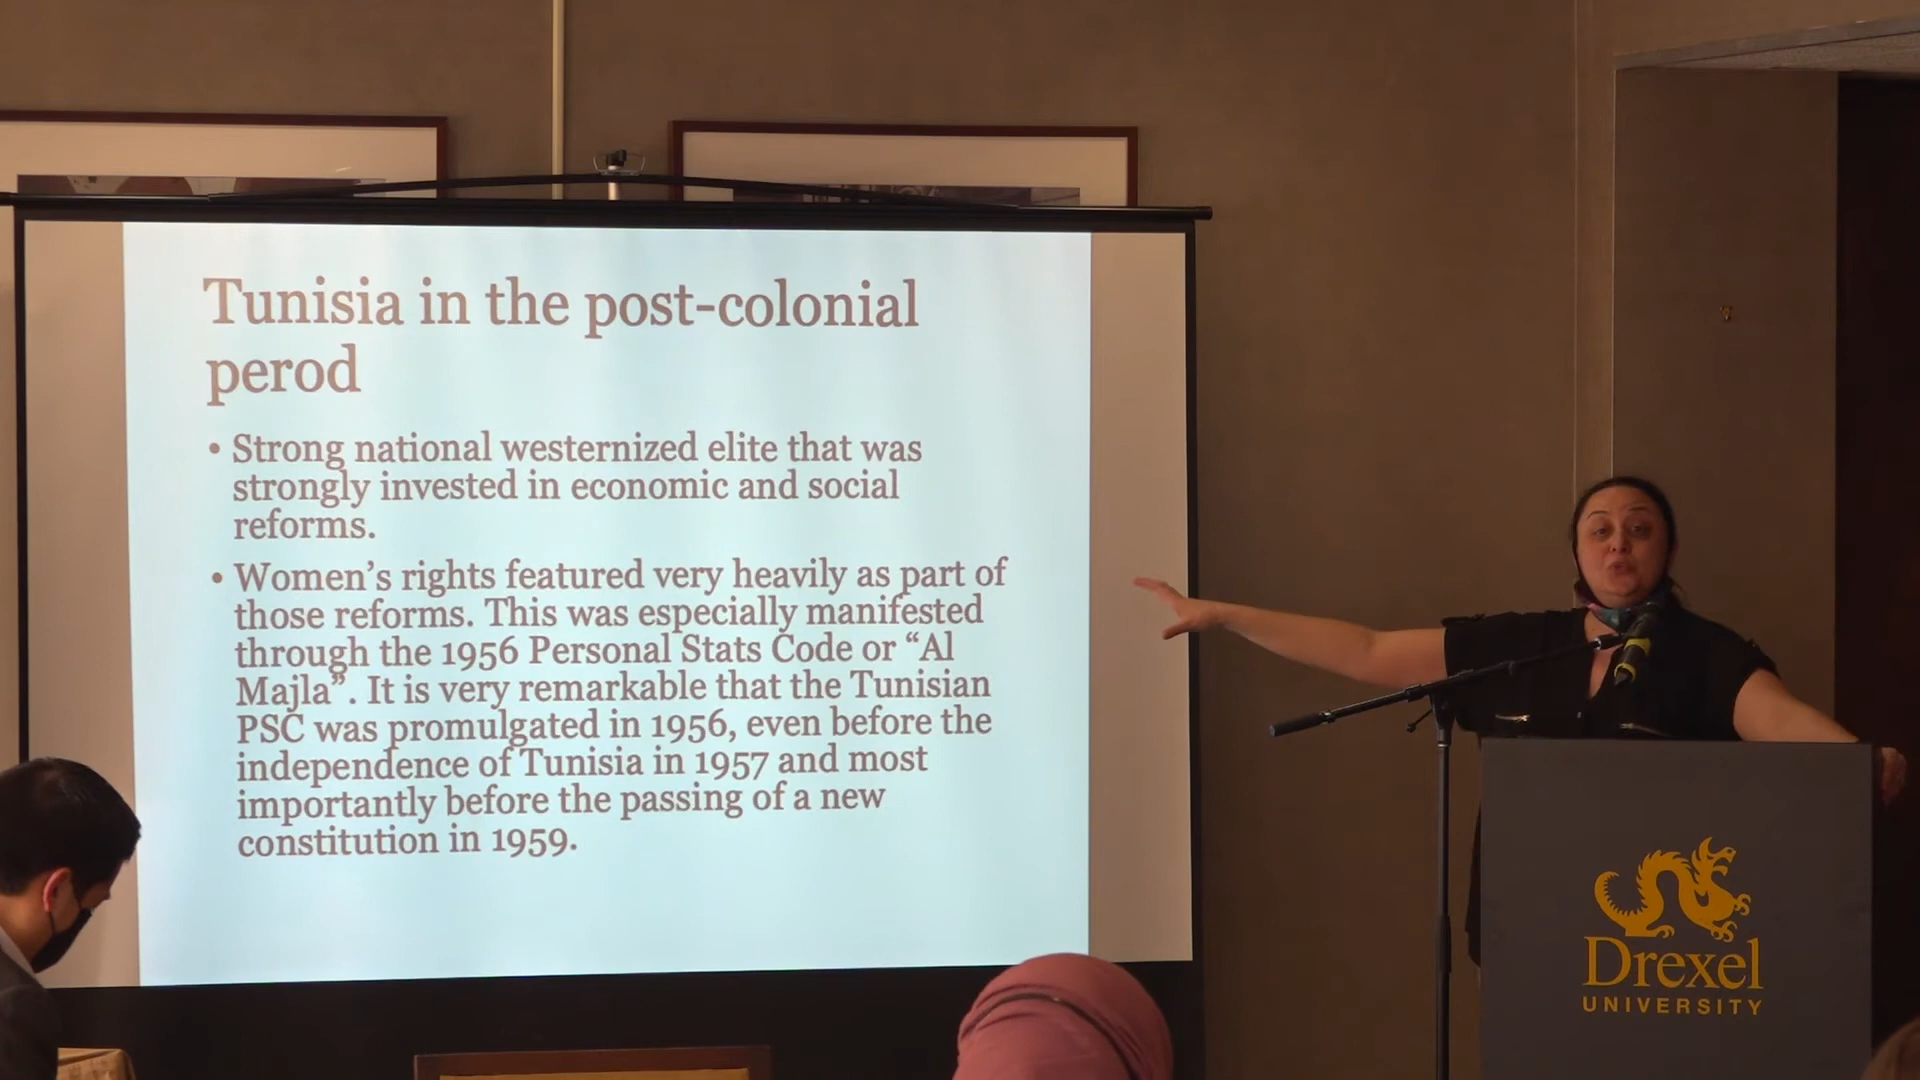 Tunisia in the post-colonial
perod
• Strong national westernized elite that was
strongly invested in economic and social
reforms.
• Women’s rights featured very heavily as part of
those reforms. This was especially manifested
through the 1956 Personal Stats Code or “Al
Majla”. It is very remarkable that the Tunisian
PSC was promulgated in 1956, even before the
independence of Tunisia in 1957 and most
importantly before the passing of a new
constitution in 1959.
Drexel
UNIVERSITY